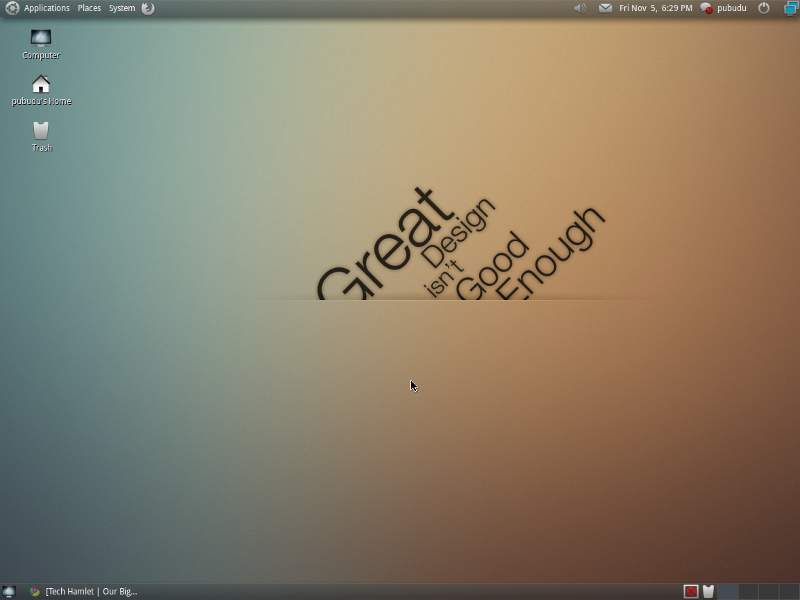 Applications Places System
Fri Nov 5, 6:29 PM pubudu
Computer
pubudu's Home
Trash
Great
Design
isn't
Good
Enough
[Tech Hamlet | Our Big...